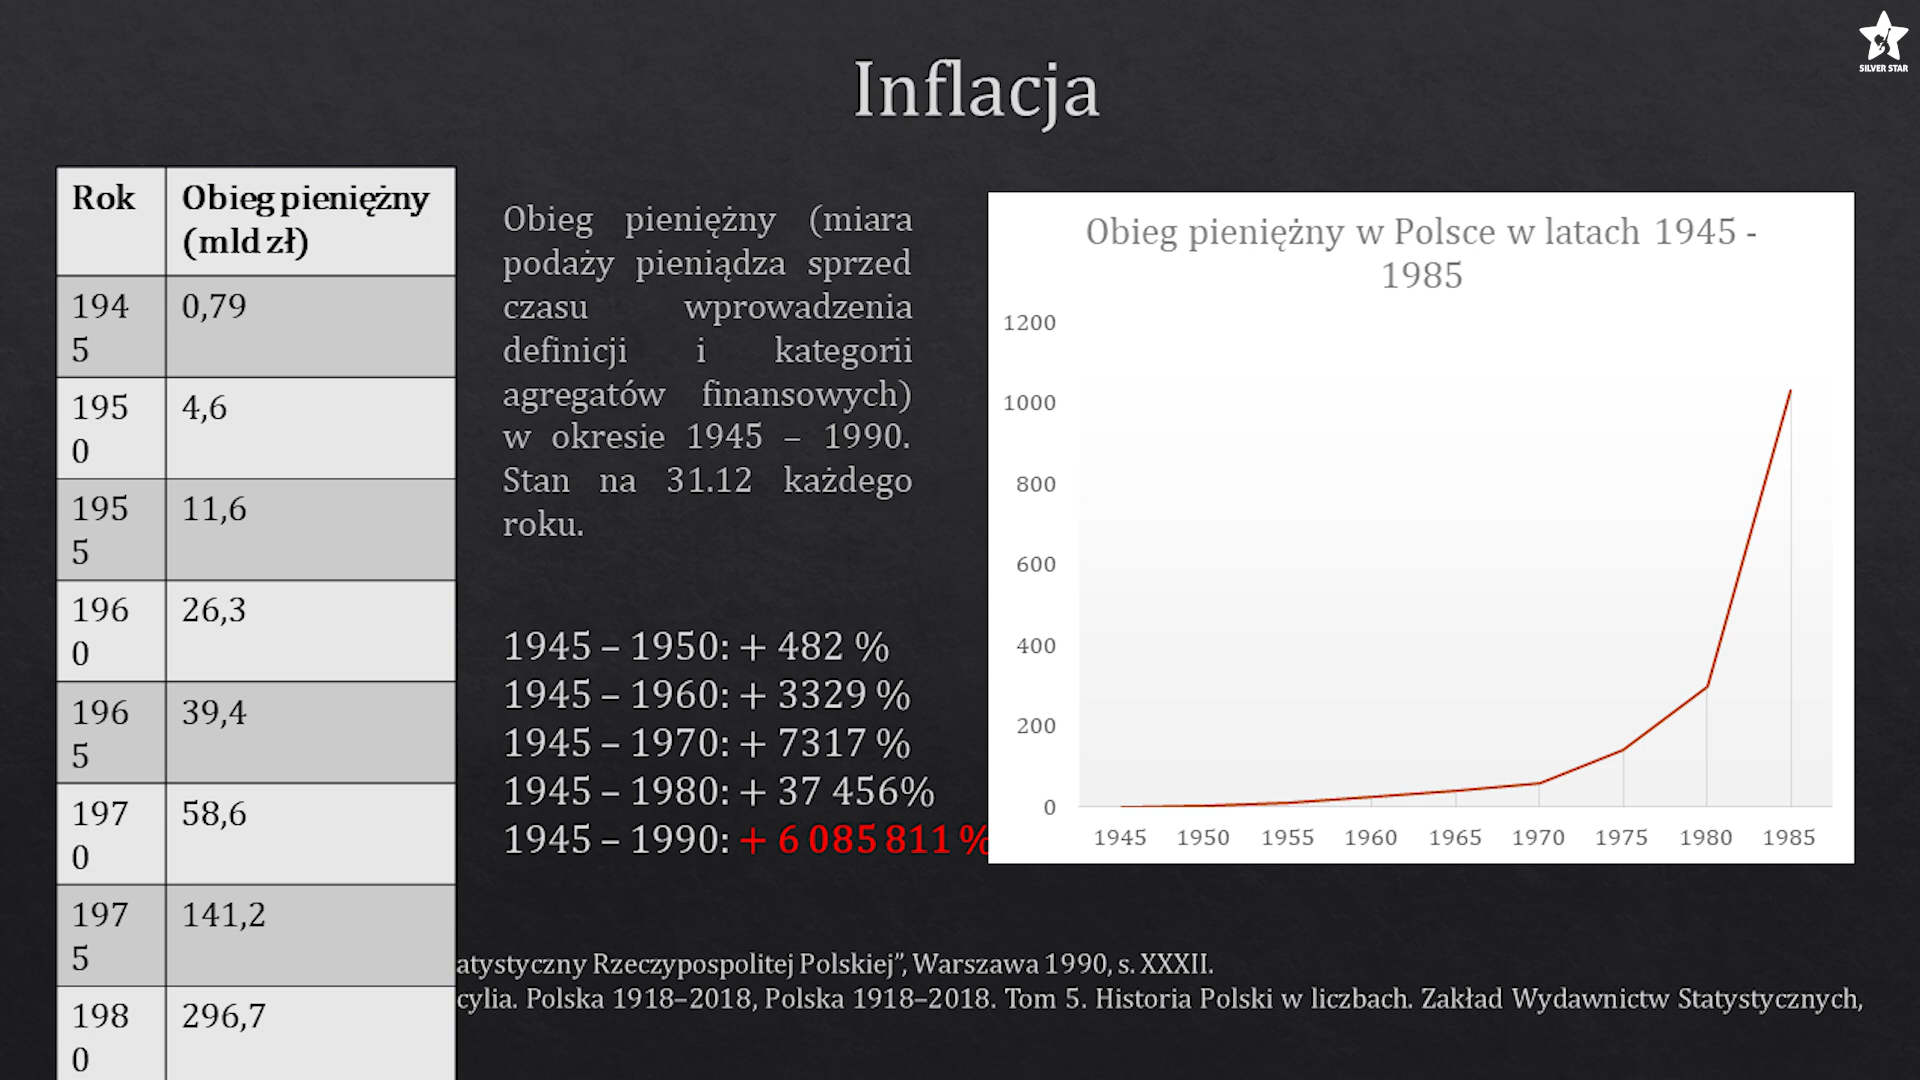 SILVER STAR
Inflacja
Rok Obieg pieniężny
(mld zł)
194
5
0,79
195
0
4,6
195
5
11,6
196
0
26,3
196
5
39,4
197
0
58,6
197
5
141,2
198
0
296,7
Obieg pieniężny (miara
podaży pieniądza sprzed
czasu wprowadzenia
definicji i kategorii
agregatów finansowych)
w okresie 1945 – 1990.
Stan na 31.12 każdego
roku.
1945 – 1950: + 482 %
1945 – 1960: + 3329 %
1945 – 1970: + 7317 %
1945 – 1980: + 37 456%
1945 – 1990: + 6 085 811 %
Obieg pieniężny w Polsce w latach 1945 -
1985
1200
1000
800
600
400
200
0
1945 1950 1955 1960 1965 1970 1975 1980 1985
atystyczny Rzeczypospolitej Polskiej”, Warszawa 1990, s. XXXII.
cylia. Polska 1918–2018, Polska 1918–2018. Tom 5. Historia Polski w liczbach. Zakład Wydawnictw Statystycznych,